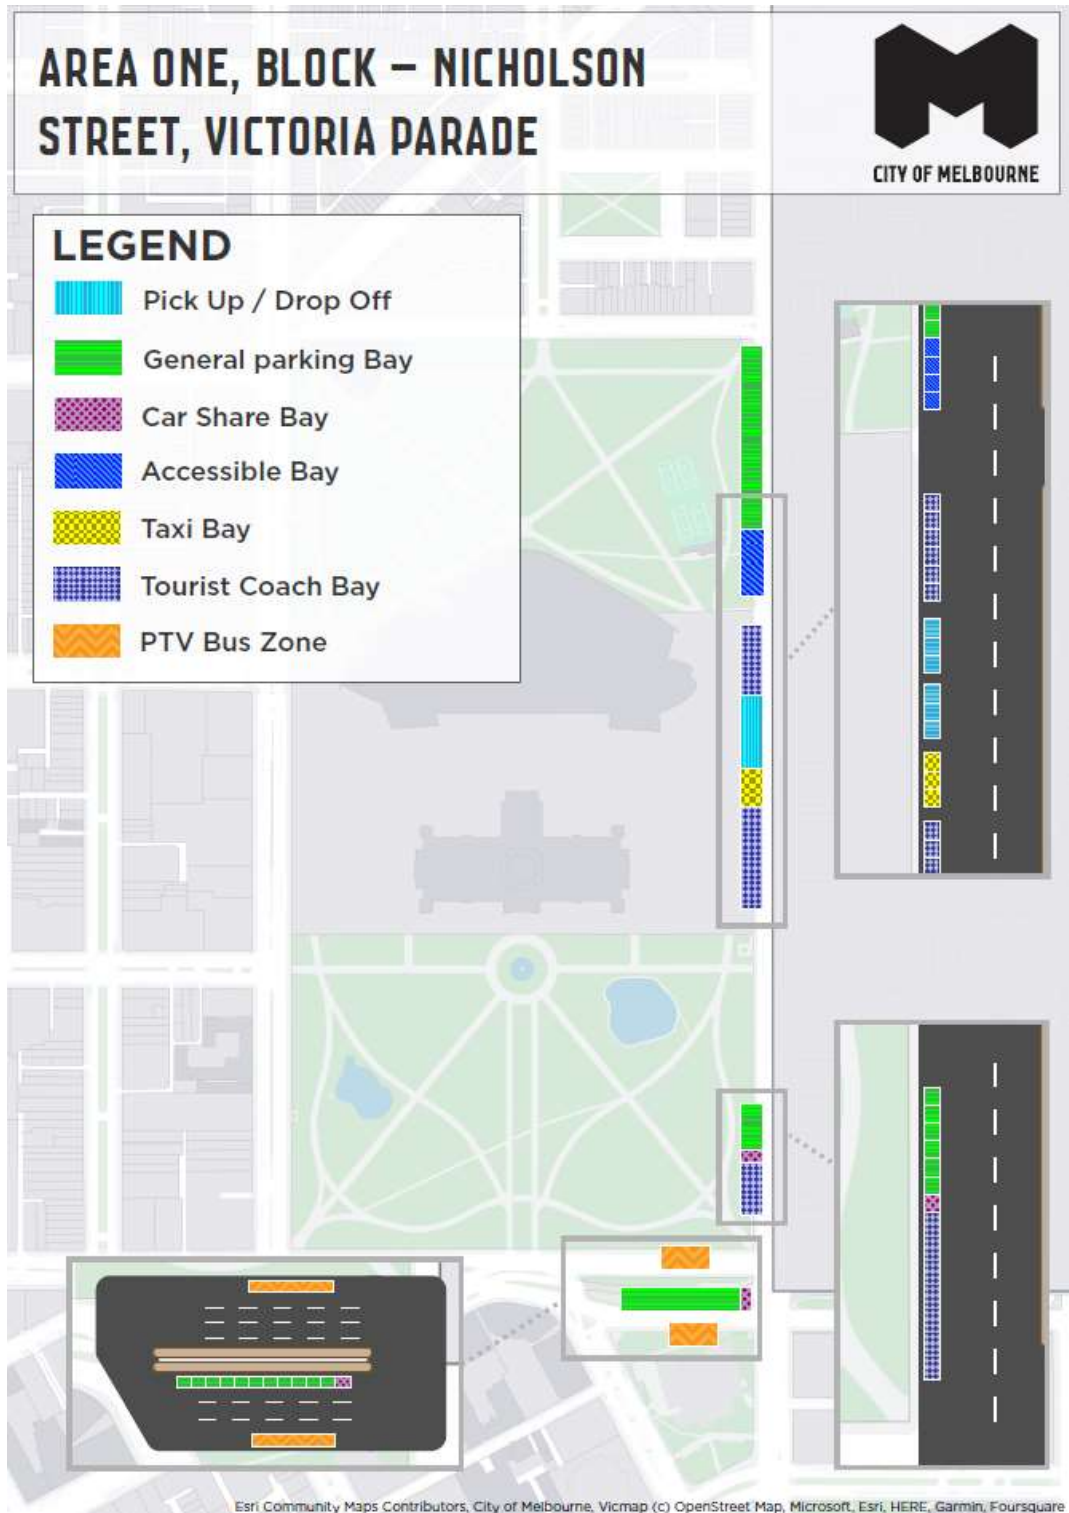 AREA ONE, BLOCK – NICHOLSON
STREET, VICTORIA PARADE
CITY OF MELBOURNE
LEGEND
Pick Up / Drop Off
General parking Bay
Car Share Bay
Accessible Bay
Taxi Bay
Tourist Coach Bay
PTV Bus Zone
Esri Community Maps Contributors, City of Melbourne, Vicmap (c) OpenStreet Map, Microsoft, Esri, HERE, Garmin, Foursquare